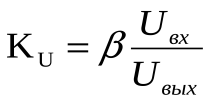 K_U = β U_вх / U_вых